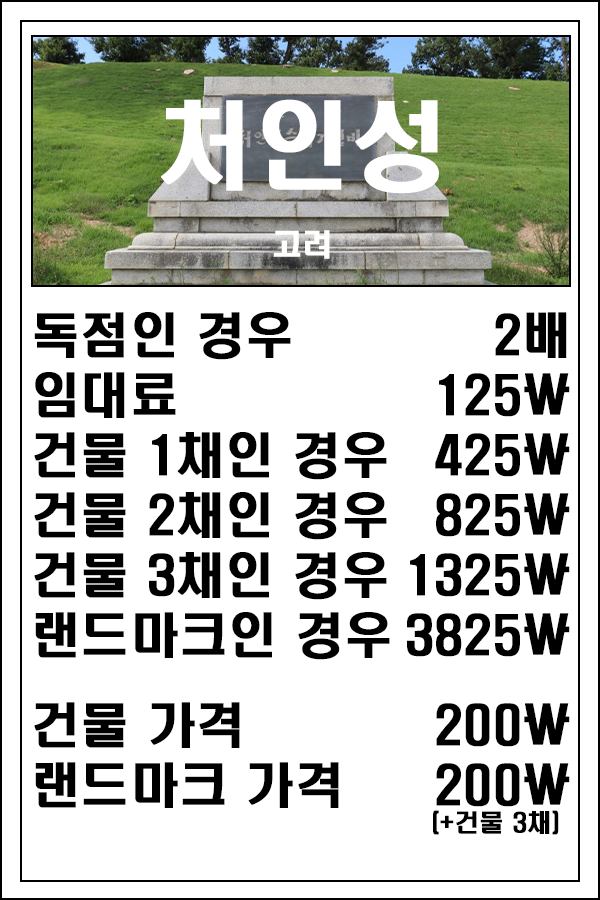 처인성
고려
독점인 경우 2배
임대료 125₩
건물 1채인 경우 425₩
건물 2채인 경우 825₩
건물 3채인 경우 1325₩
랜드마크인 경우 3825₩
건물 가격 200₩
랜드마크 가격 200₩
(+건물 3채)